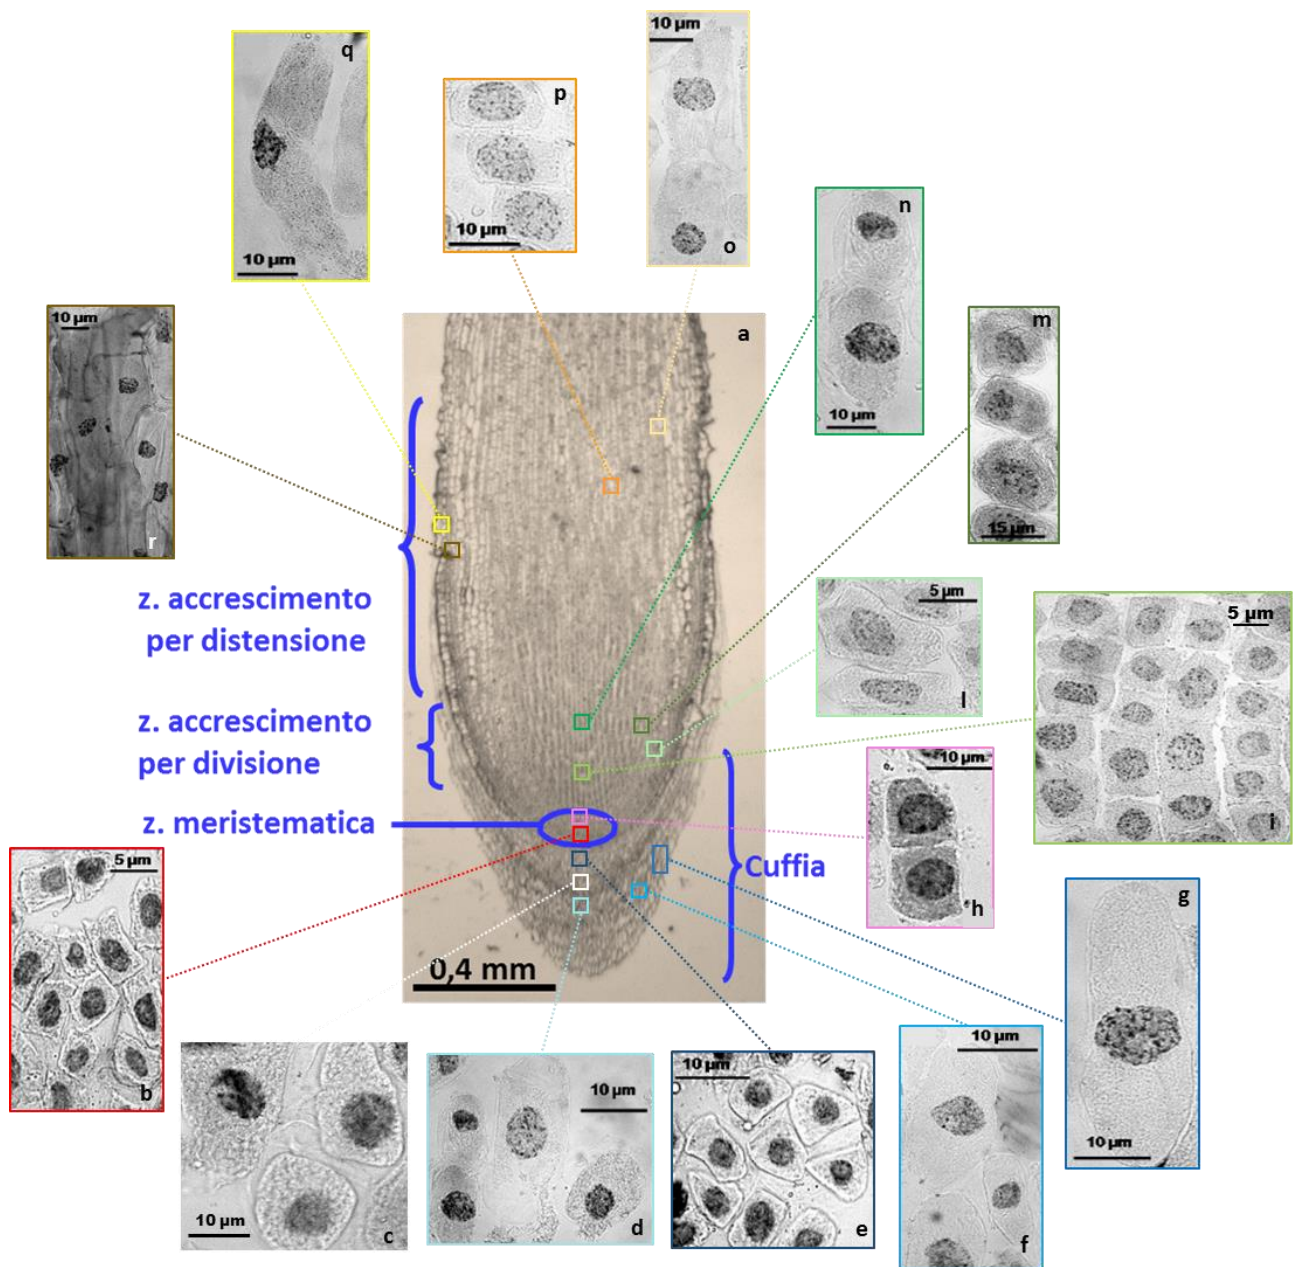 q
10 µm
p
10 µm
10 µm
o
n
10 µm
m
15 µm
10 µm
r
a
z. accrescimento
per distensione
z. accrescimento
per divisione
z. meristematica
Cuffia
0,4 mm
5 µm
l
5 µm
i
10 µm
h
5 µm
b
10 µm
c
10 µm
d
10 µm
e
10 µm
f
g
10 µm